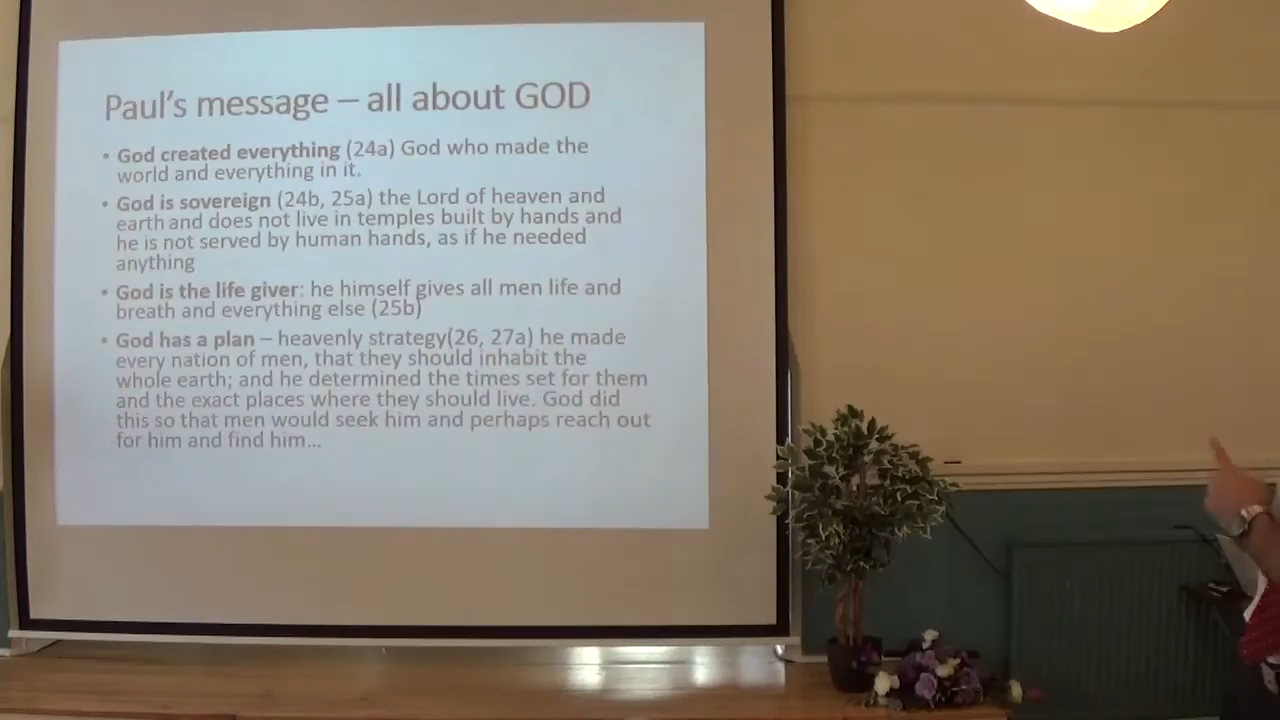 Paul's message – all about GOD
• God created everything (24a) God who made the
world and everything in it.
• God is sovereign (24b, 25a) the Lord of heaven and
earth and does not live in temples built by hands and
he is not served by human hands, as if he needed
anything
• God is the life giver: he himself gives all men life and
breath and everything else (25b)
• God has a plan – heavenly strategy(26, 27a) he made
every nation of men, that they should inhabit the
whole earth; and he determined the times set for them
and the exact places where they should live. God did
this so that men would seek him and perhaps reach out
for him and find him...